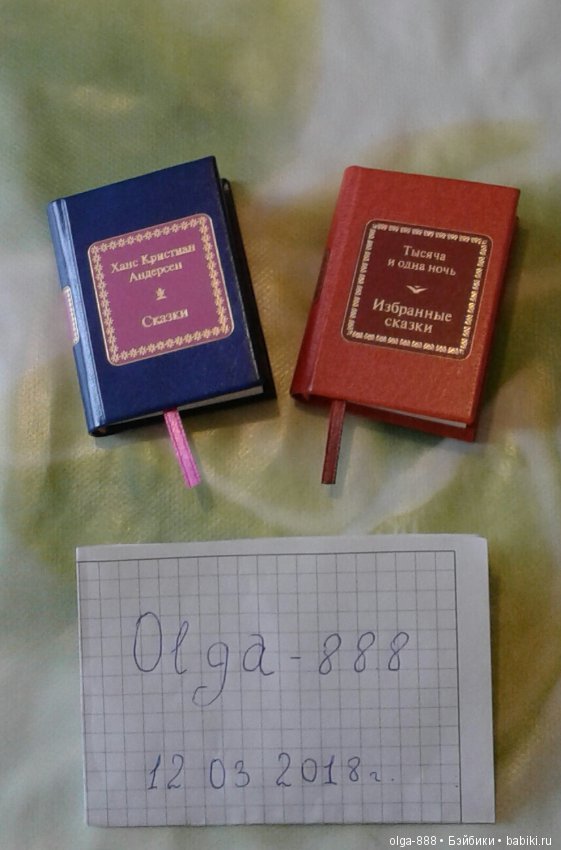 Ханс Кристиан
Андерсен
Сказки
Тысяча
и одна ночь
Избранные
сказки
Olga-888
12 03 2018г.
olga-888 • Бэйбики • babiki.ru